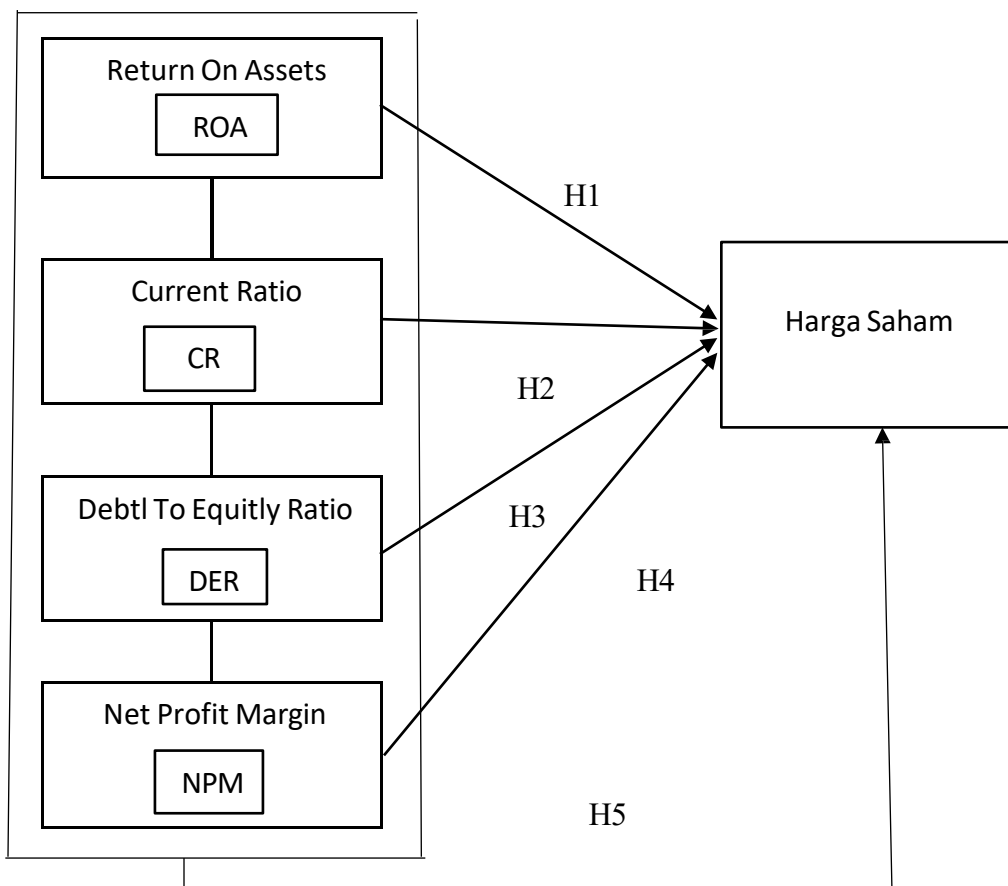 Return On Assets
ROA
H1
Current Ratio
CR
Harga Saham
H2
Debtl To Equitly Ratio
DER
H3
H4
Net Profit Margin
NPM
H5